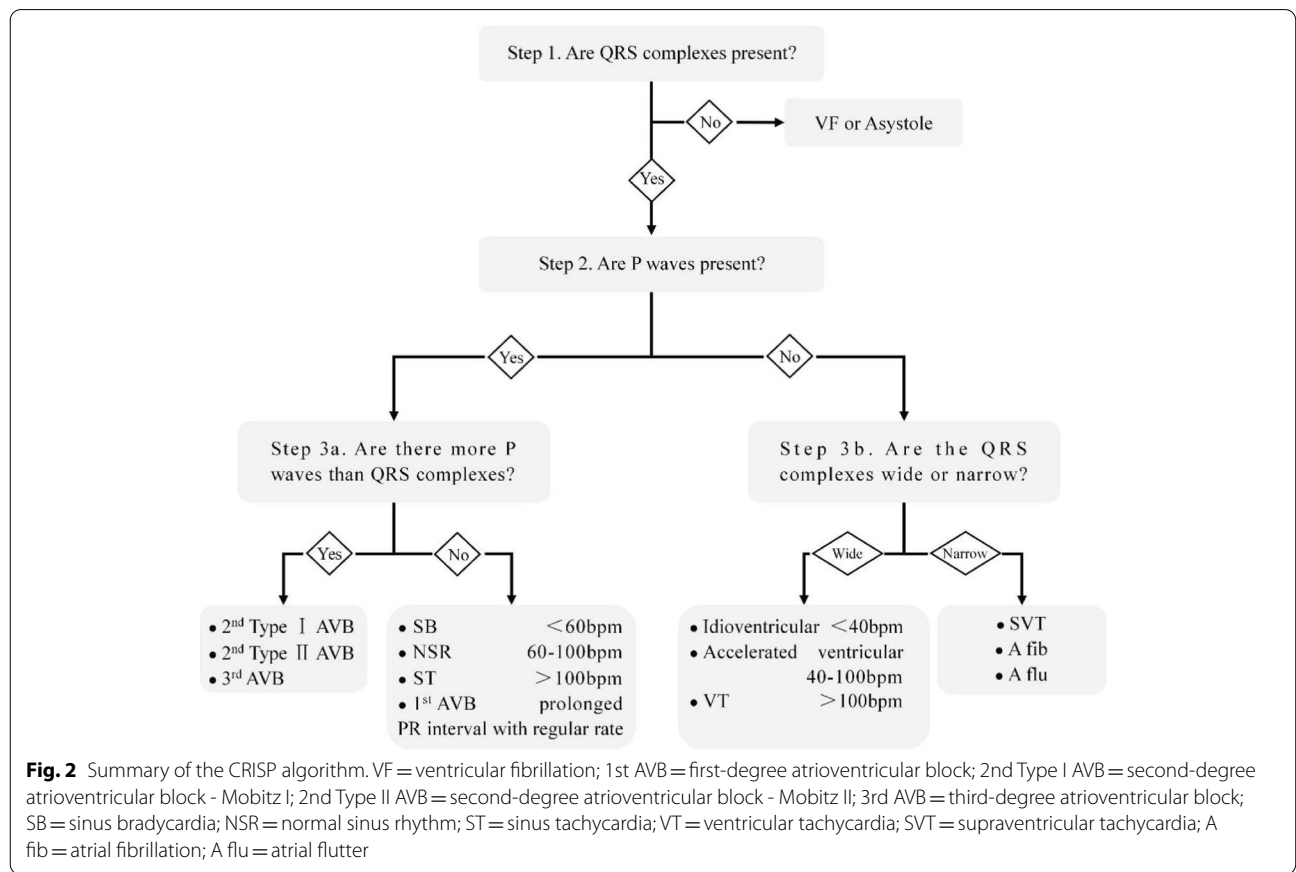 Step 1. Are QRS complexes present?
No
VF or Asystole
Yes
Step 2. Are P waves present?
Yes
No
Step 3a. Are there more P
waves than QRS complexes?
Step 3b. Are the QRS
complexes wide or narrow?
Yes
No
Wide
Narrow
• 2nd Type Ⅰ AVB
• 2nd Type Ⅱ AVB
• 3rd AVB
• SB <60bpm
• NSR 60-100bpm
• ST >100bpm
• 1st AVB prolonged
PR interval with regular rate
• Idioventricular <40bpm
• Accelerated ventricular
40-100bpm
• VT >100bpm
• SVT
• A fib
• A flu
Fig. 2 Summary of the CRISP algorithm. VF = ventricular fibrillation; 1st AVB = first-degree atrioventricular block; 2nd Type I AVB = second-degree
atrioventricular block - Mobitz I; 2nd Type II AVB = second-degree atrioventricular block - Mobitz II; 3rd AVB = third-degree atrioventricular block;
SB = sinus bradycardia; NSR = normal sinus rhythm; ST = sinus tachycardia; VT = ventricular tachycardia; SVT = supraventricular tachycardia; A
fib = atrial fibrillation; A flu = atrial flutter